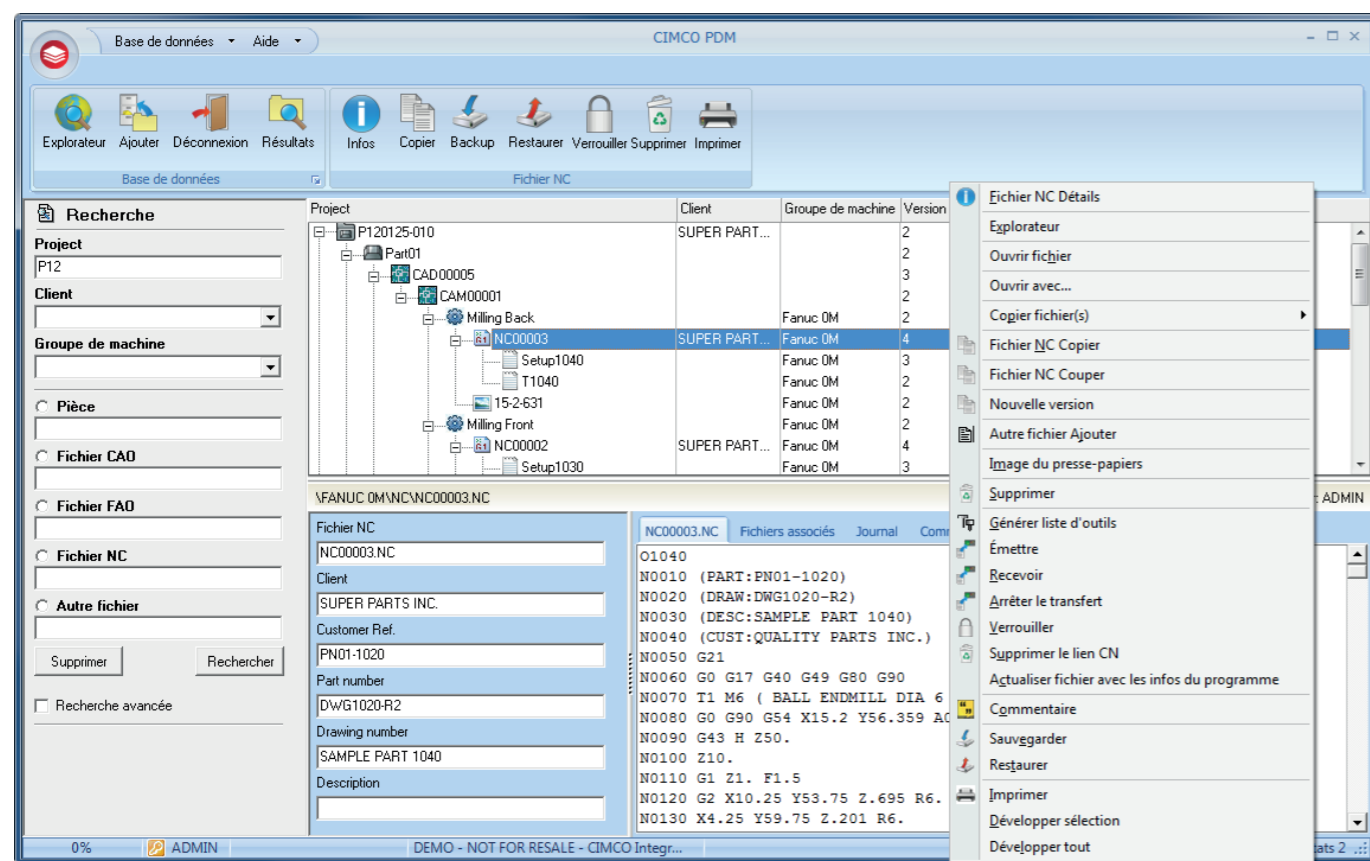 Base de données Aide CIMCO PDM
Explorateur Ajouter Déconnexion Résultats Infos Copier Backup Restaurer Verrouiller Supprimer Imprimer
Base de données Fichier NC
Recherche
Project
P12
Client
Groupe de machine
Pièce
Fichier CAO
Fichier FAO
Fichier NC
Autre fichier
Supprimer Rechercher
Recherche avancée
Project Client Groupe de machine Version
P120125-010 SUPER PART... 2
Part01 2
CAD00005 3
CAM00001 2
Milling Back Fanuc 0M 2
NC00003 SUPER PART... Fanuc 0M 4
Setup1040 Fanuc 0M 3
T1040 Fanuc 0M 2
15-2-631 Fanuc 0M 2
Milling Front Fanuc 0M 2
NC00002 SUPER PART... Fanuc 0M 4
Setup1030 Fanuc 0M 3
\FANUC 0M\NC\NC00003.NC : ADMIN
Fichier NC
NC00003.NC
Client
SUPER PARTS INC.
Customer Ref.
PN01-1020
Part number
DWG1020-R2
Drawing number
SAMPLE PART 1040
Description
NC00003.NC Fichiers associés Journal Comm
O1040
N0010 (PART:PN01-1020)
N0020 (DRAW:DWG1020-R2)
N0030 (DESC:SAMPLE PART 1040)
N0040 (CUST:QUALITY PARTS INC.)
N0050 G21
N0060 G0 G17 G40 G49 G80 G90
N0070 T1 M6 ( BALL ENDMILL DIA 6
N0080 G0 G90 G54 X15.2 Y56.359 A0
N0090 G43 H Z50.
N0100 Z10.
N0110 G1 Z1. F1.5
N0120 G2 X10.25 Y53.75 Z.695 R6.
N0130 X4.25 Y59.75 Z.201 R6.
Fichier NC Détails
Explorateur
Ouvrir fichier
Ouvrir avec...
Copier fichier(s)
Fichier NC Copier
Fichier NC Couper
Nouvelle version
Autre fichier Ajouter
Image du presse-papiers
Supprimer
Générer liste d'outils
Émettre
Recevoir
Arrêter le transfert
Verrouiller
Supprimer le lien CN
Actualiser fichier avec les infos du programme
Commentaire
Sauvegarder
Restaurer
Imprimer
Développer sélection
Développer tout
0% ADMIN DEMO - NOT FOR RESALE - CIMCO Integr... tats 2